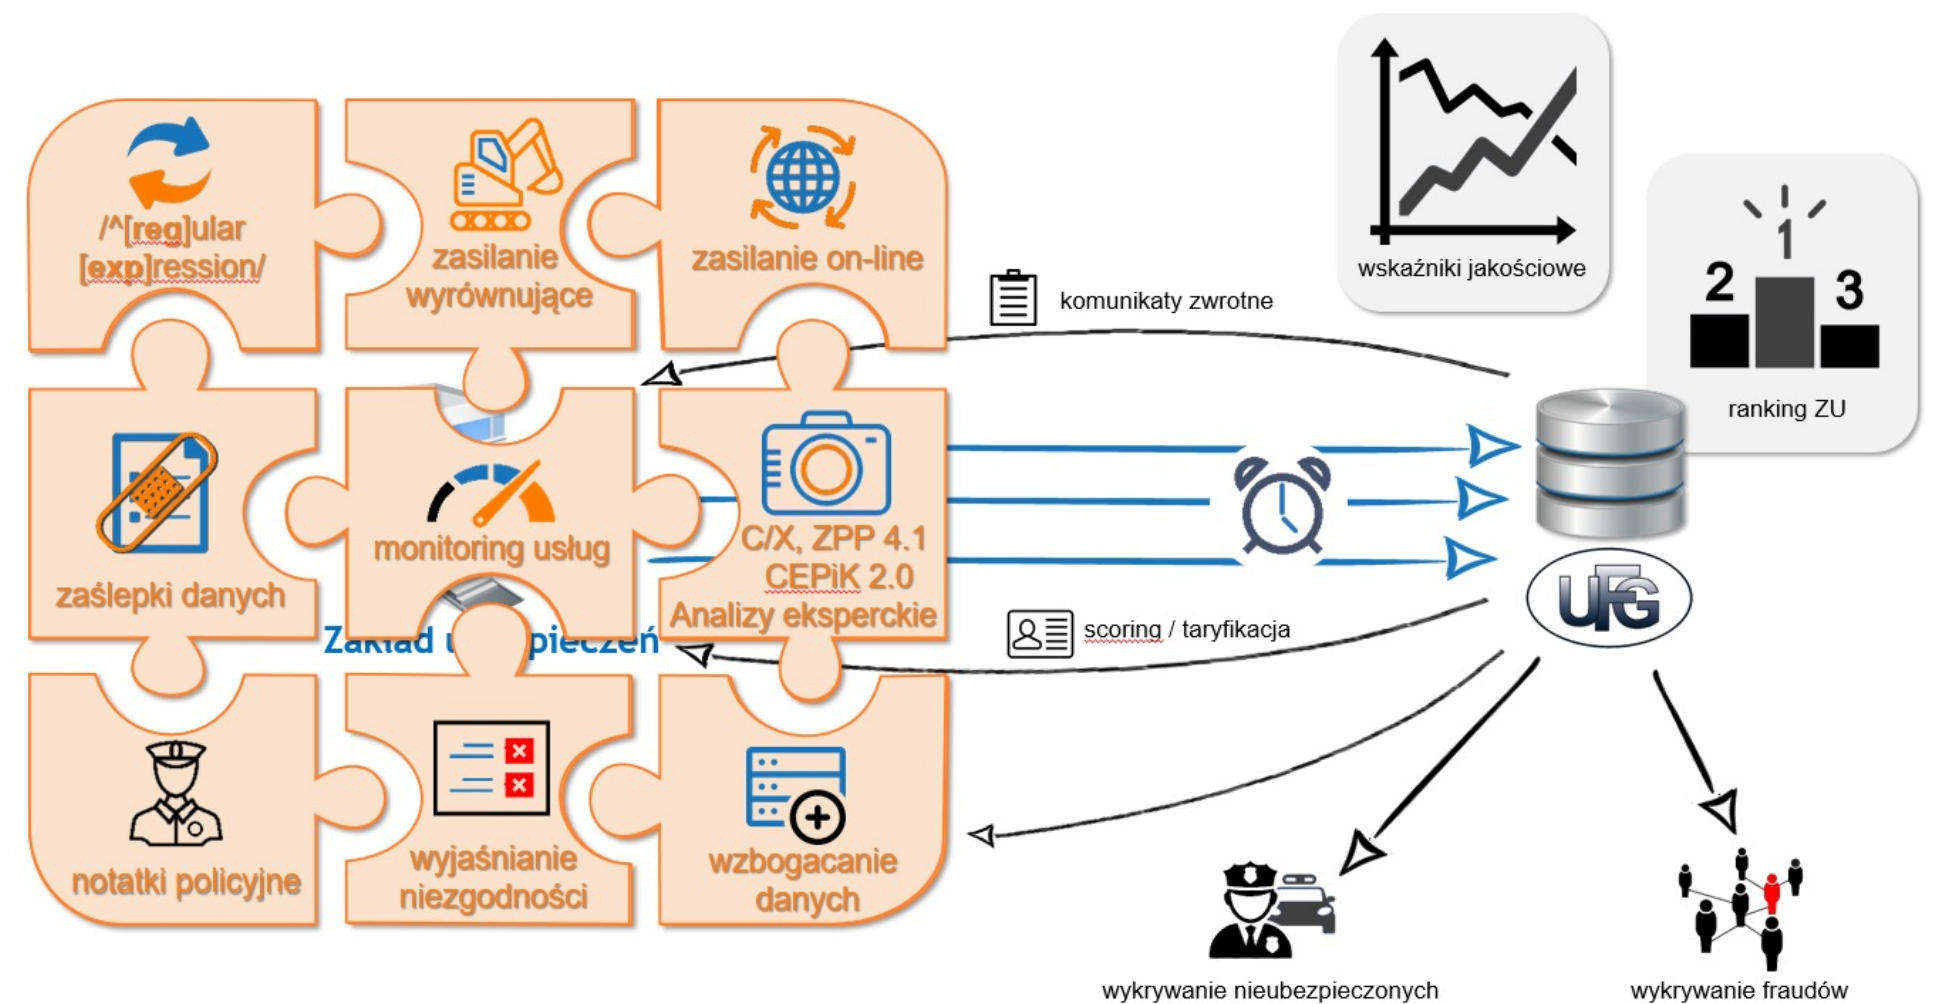 /^[reg]ular
[exp]ression/
zasilanie
wyrównujące
zasilanie on-line
zaślepki danych
monitoring usług
C/X, ZPP 4.1
CEPiK 2.0
Analizy eksperckie
Zakład u pieczeń
notatki policyjne
wyjaśnianie
niezgodności
wzbogacanie
danych
komunikaty zwrotne
scoring / taryfikacja
wskaźniki jakościowe
1
2
3
ranking ZU
UFG
wykrywanie nieubezpieczonych
wykrywanie fraudów